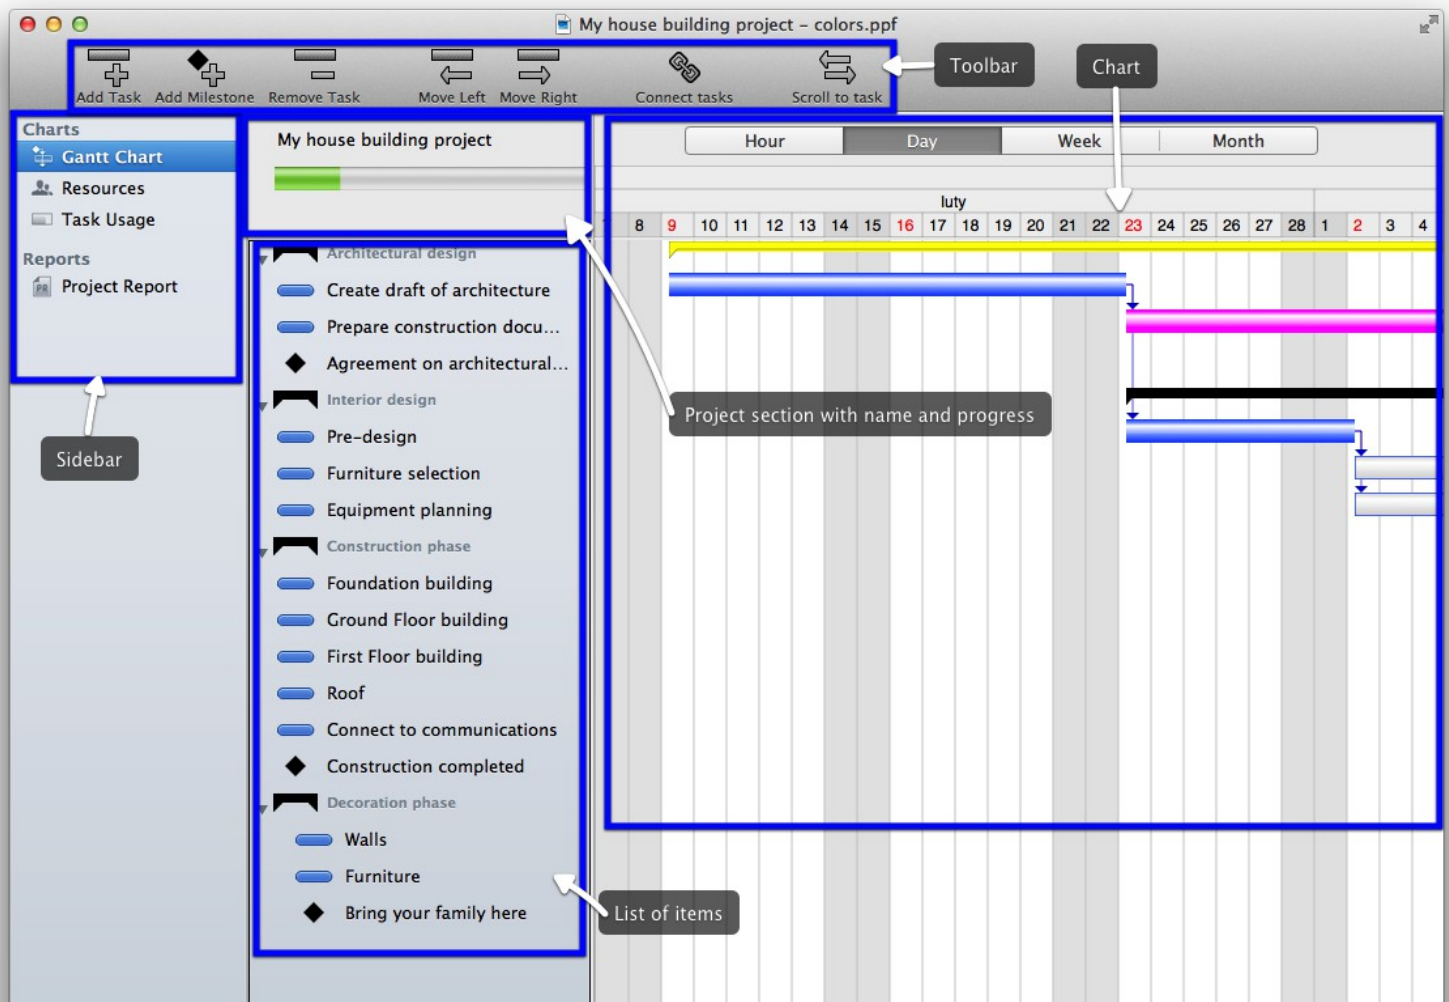 My house building project – colors.ppf
Add Task Add Milestone Remove Task Move Left Move Right Connect tasks Scroll to task
Toolbar
Chart
Charts
Gantt Chart
Resources
Task Usage
Reports
Project Report
Sidebar
My house building project
Hour Day Week Month
luty
8 9 10 11 12 13 14 15 16 17 18 19 20 21 22 23 24 25 26 27 28 1 2 3 4
Architectural design
Create draft of architecture
Prepare construction docu...
Agreement on architectural...
Interior design
Pre-design
Furniture selection
Equipment planning
Construction phase
Foundation building
Ground Floor building
First Floor building
Roof
Connect to communications
Construction completed
Decoration phase
Walls
Furniture
Bring your family here
Project section with name and progress
List of items